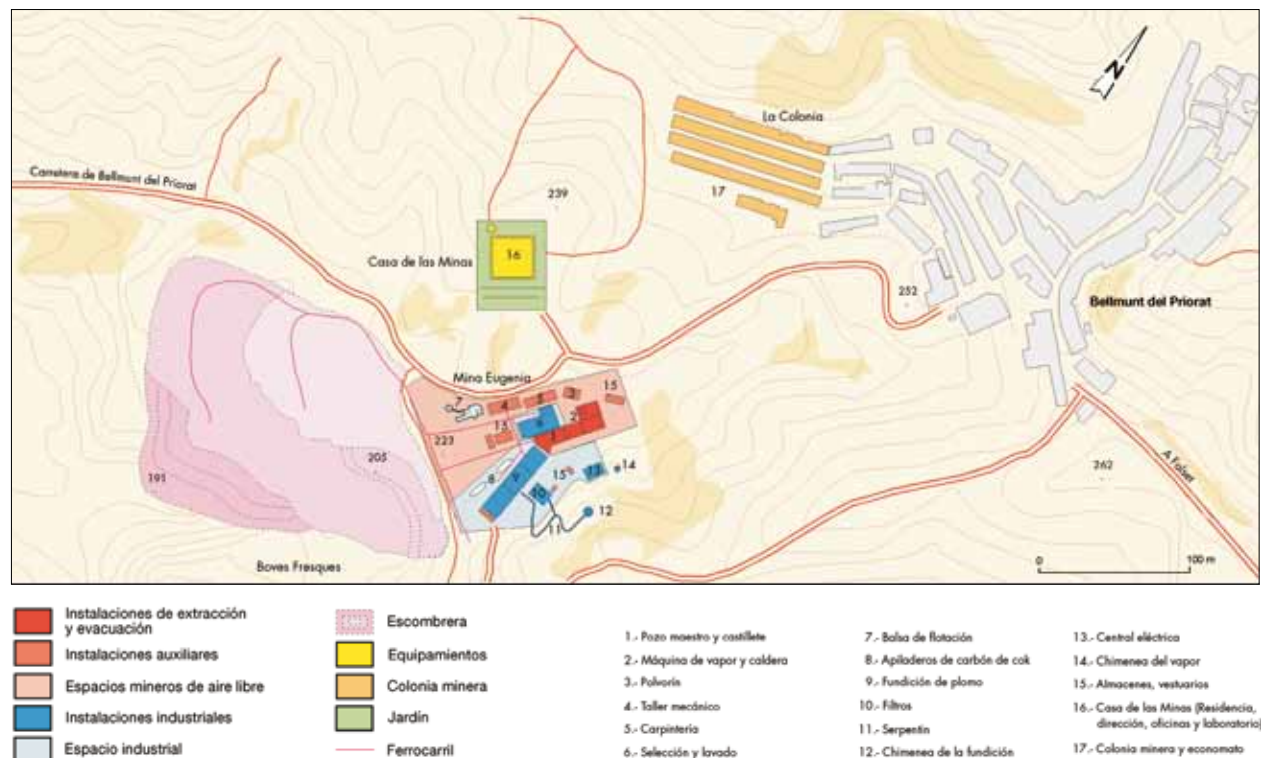 N
La Colonia
Carretera de Bellmunt del Priorat
17
239
16
Casa de las Minas
252
Bellmunt del Priorat
Mina Eugenia
15
3
5
4
7
2
6
1
15
223
205
191
8
9
15
13
14
10
12
11
262
A Falset
Boves Fresques
0
100 m
Instalaciones de extracción
y evacuación
Instalaciones auxiliares
Espacios mineros de aire libre
Instalaciones industriales
Espacio industrial
Escombrera
Equipamientos
Colonia minera
Jardín
Ferrocarril
1.- Pozo maestro y castillete
2.- Máquina de vapor y caldera
3.- Polvorín
4.- Taller mecánico
5.- Carpintería
6.- Selección y lavado
7.- Balsa de flotación
8.- Apiladeros de carbón de cok
9.- Fundición de plomo
10.- Filtros
11.- Serpentín
12.- Chimenea de la fundición
13.- Central eléctrica
14.- Chimenea del vapor
15.- Almacenes, vestuarios
16.- Casa de las Minas (Residencia,
dirección, oficinas y laboratorio)
17.- Colonia minera y economato